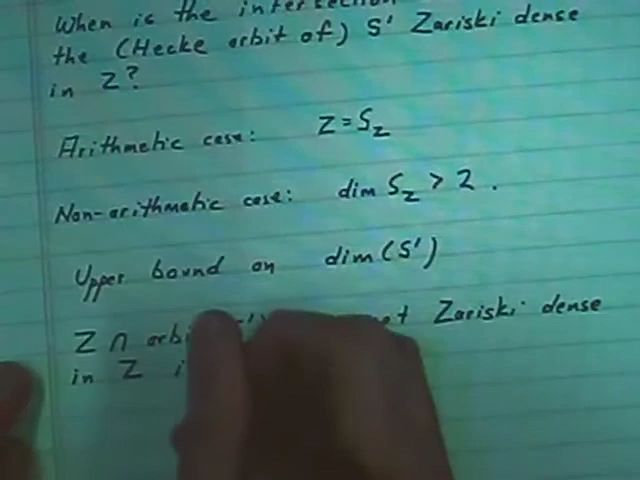 When is the
the (Hecke orbit of) S' Zariski dense
in Z?
Arithmetic case: Z = S_Z
Non-arithmetic case: dim S_Z > 2.
Upper bound on dim(S')
Z ∩ Zariski dense
in Z